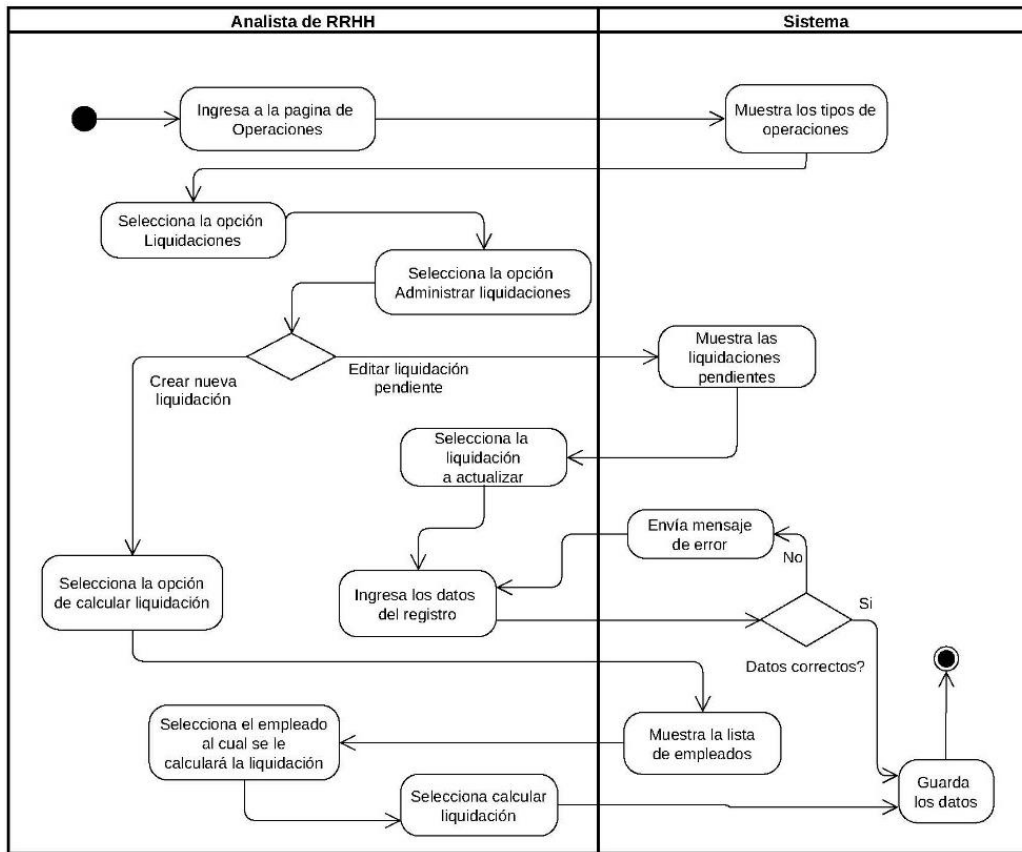 Analista de RRHH
Sistema
Ingresa a la pagina de
Operaciones
Muestra los tipos de
operaciones
Selecciona la opción
Liquidaciones
Selecciona la opción
Administrar liquidaciones
Crear nueva
liquidación
Editar liquidación
pendiente
Muestra las
liquidaciones
pendientes
Selecciona la
liquidación
a actualizar
Envía mensaje
de error
No
Selecciona la opción
de calcular liquidación
Ingresa los datos
del registro
Si
Datos correctos?
Selecciona el empleado
al cual se le
calculará la liquidación
Muestra la lista
de empleados
Selecciona calcular
liquidación
Guarda
los datos